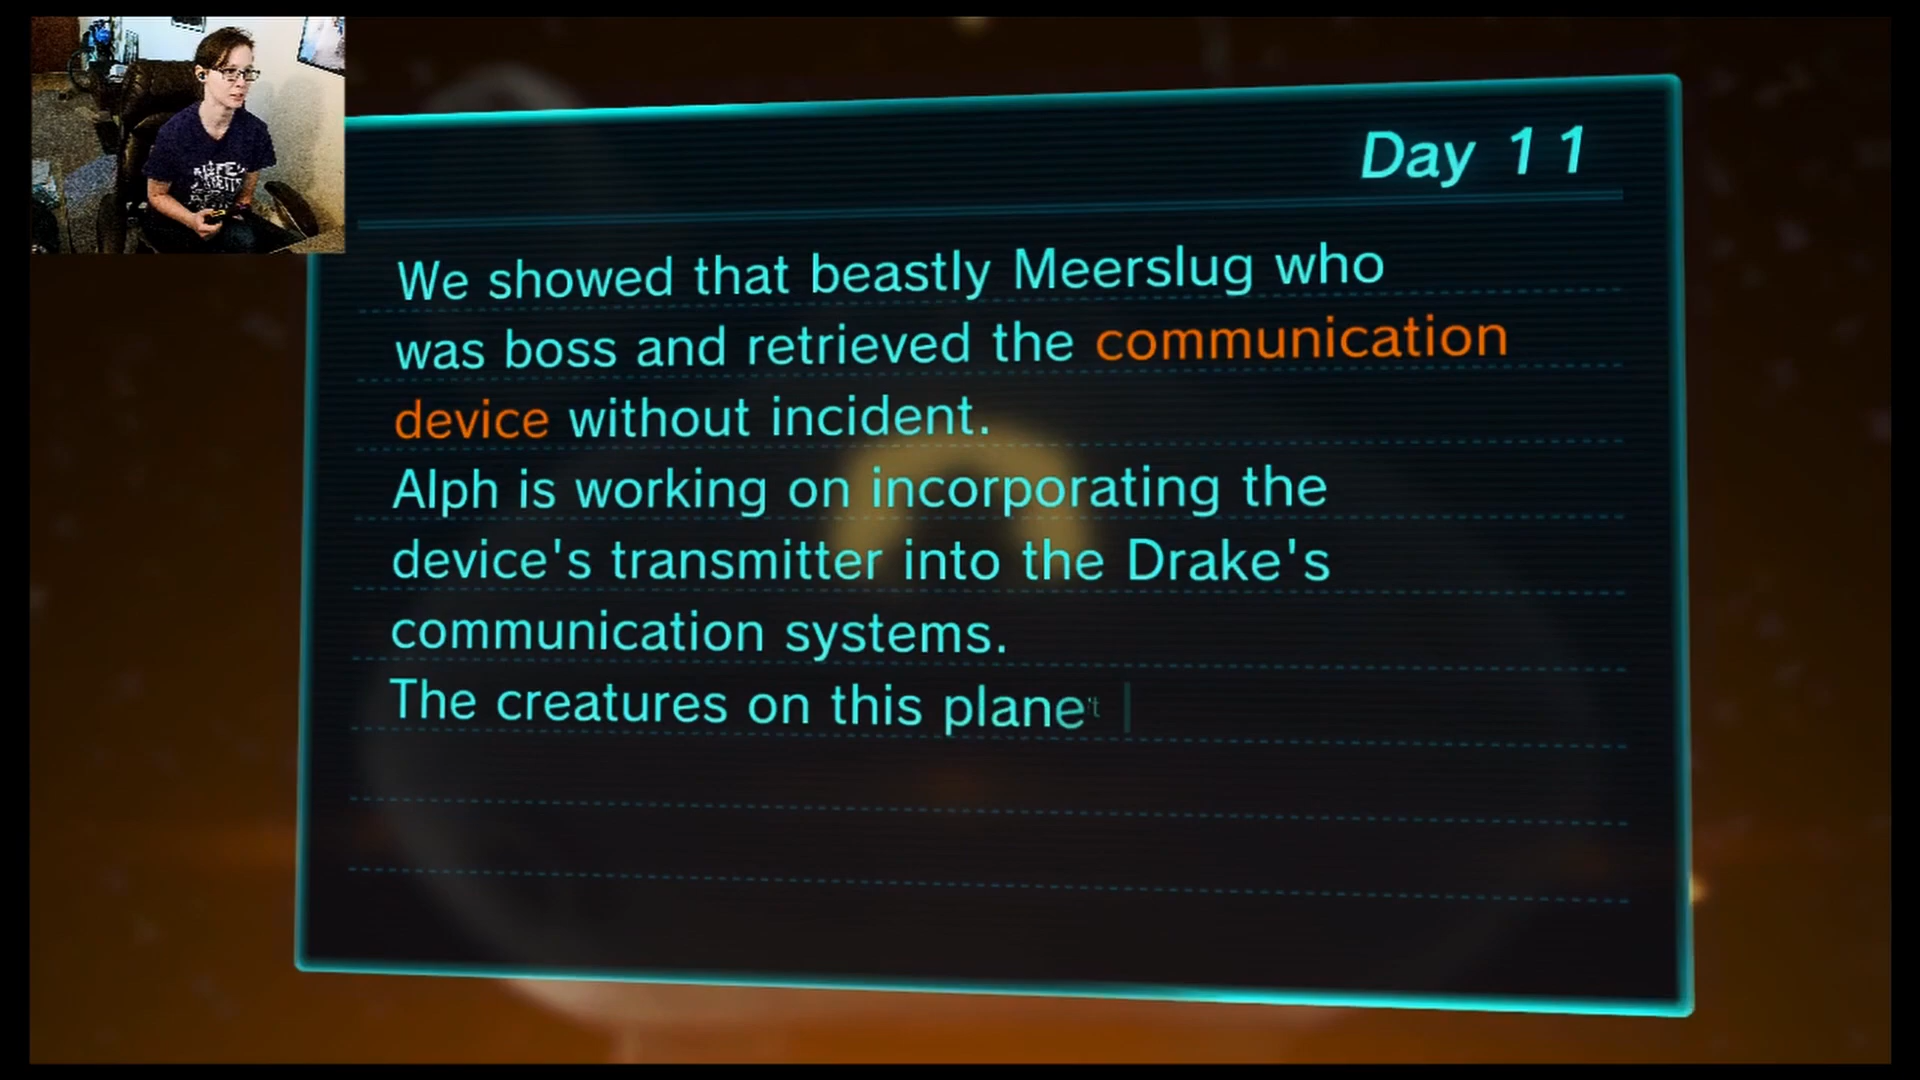 Day 11
We showed that beastly Meerslug who
was boss and retrieved the communication
device without incident.
Alph is working on incorporating the
device's transmitter into the Drake's
communication systems.
The creatures on this planet